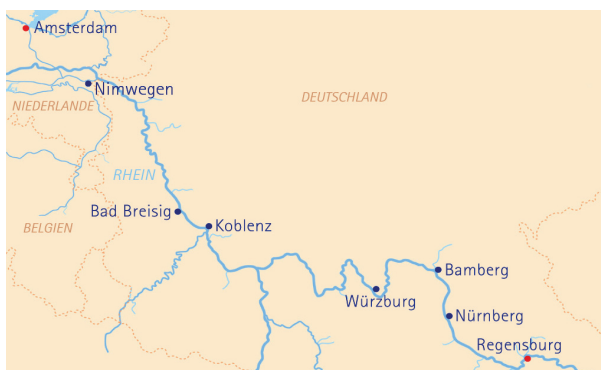 Amsterdam
Nimwegen
NIEDERLANDE
DEUTSCHLAND
RHEIN
Bad Breisig
Koblenz
BELGIEN
Bamberg
Würzburg
Nürnberg
Regensburg